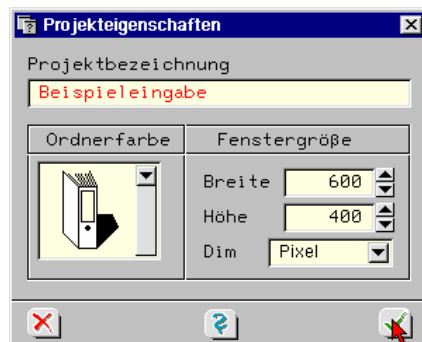 Projekteigenschaften
Projektbezeichnung
Beispieleingabe
Ordnerfarbe
Fenstergröße
Breite 600
Höhe 400
Dim Pixel